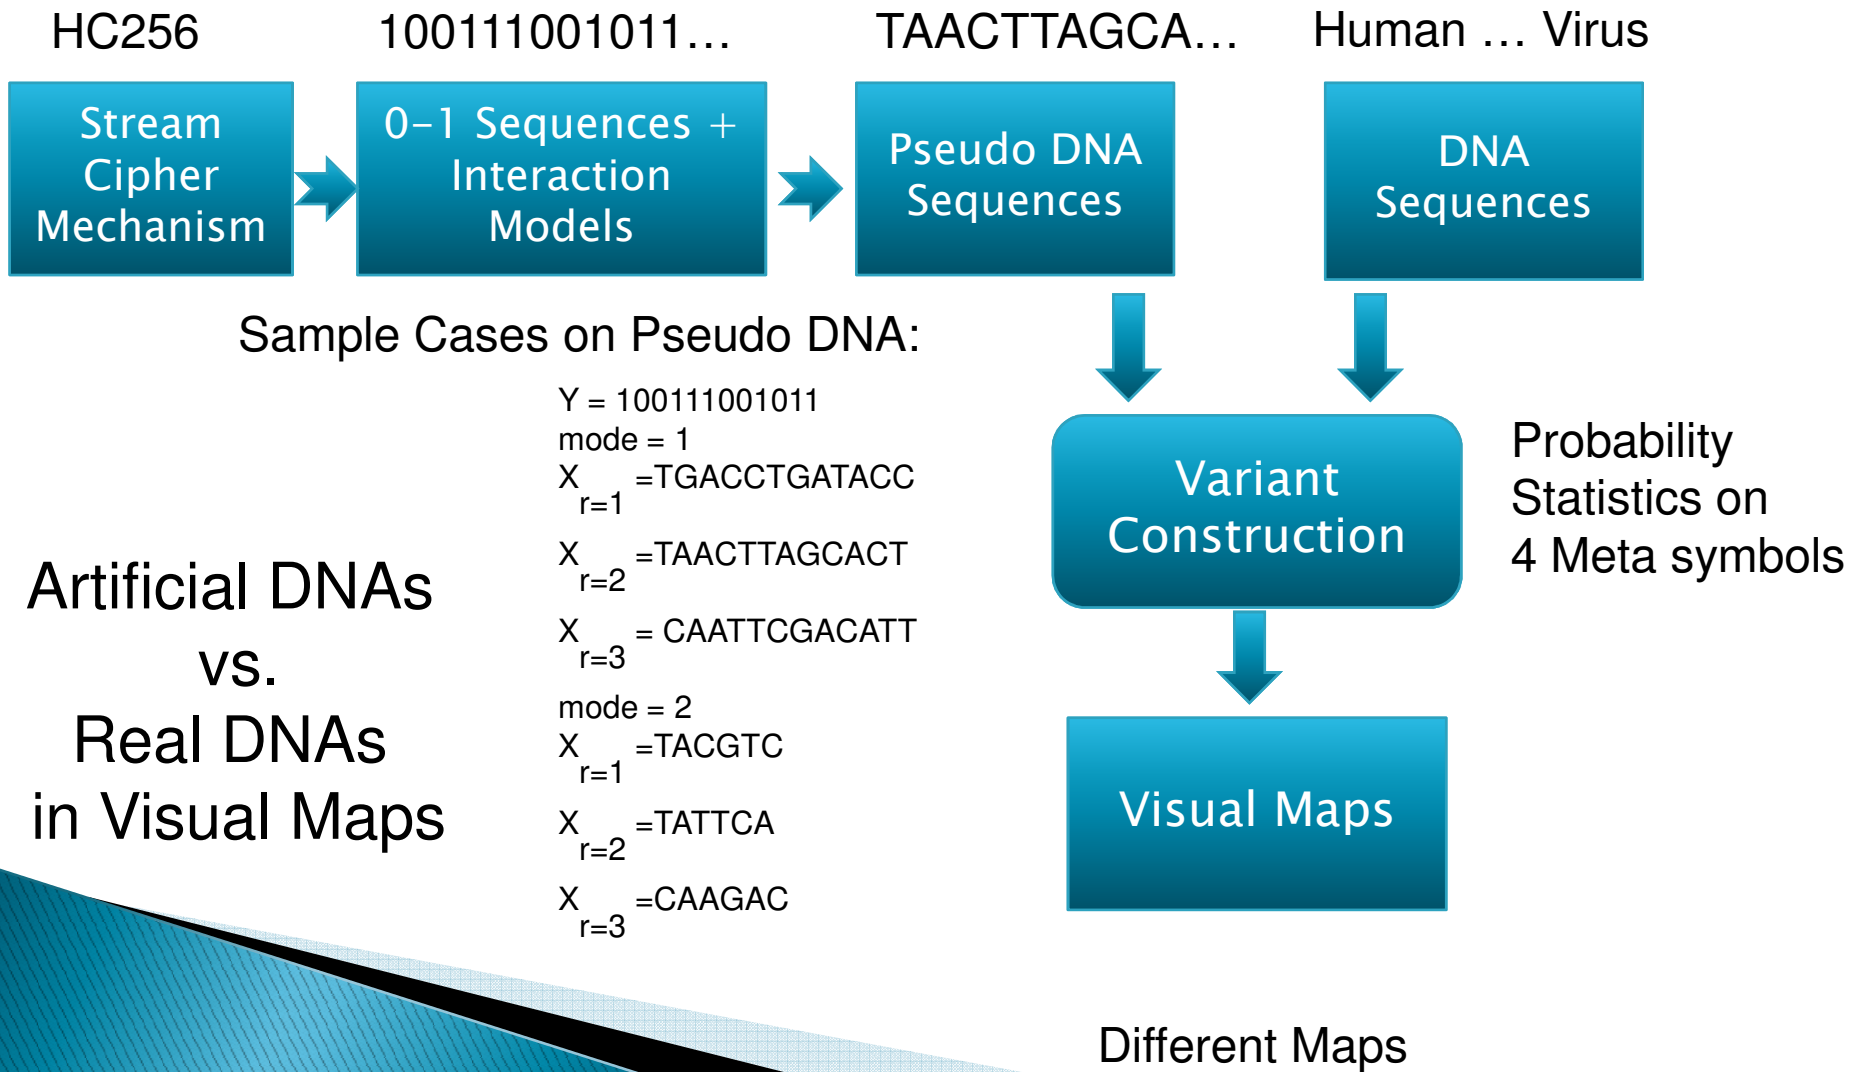 HC256
100111001011…
TAACTTAGCA…
Human … Virus
Stream
Cipher
Mechanism
0-1 Sequences +
Interaction
Models
Pseudo DNA
Sequences
DNA
Sequences
Sample Cases on Pseudo DNA:
Y = 100111001011
mode = 1
X r=1 =TGACCTGATACC
X r=2 =TAACTTAGCACT
X r=3 = CAATTCGACATT
mode = 2
X r=1 =TACGTC
X r=2 =TATTCA
X r=3 =CAAGAC
Artificial DNAs
vs.
Real DNAs
in Visual Maps
Variant
Construction
Probability
Statistics on
4 Meta symbols
Visual Maps
Different Maps